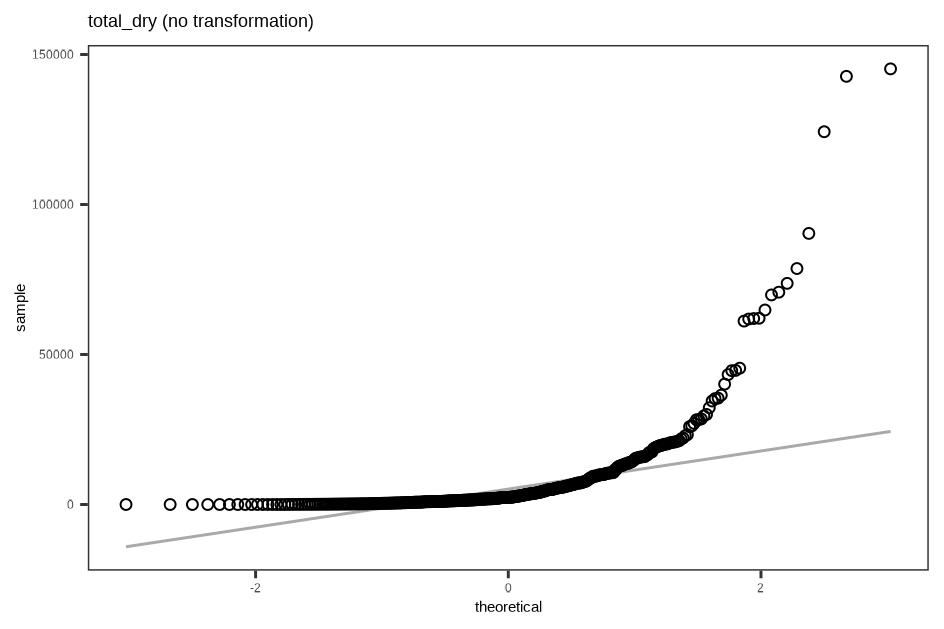 total_dry (no transformation)
150000
100000
50000
0
sample
-2
0
2
theoretical